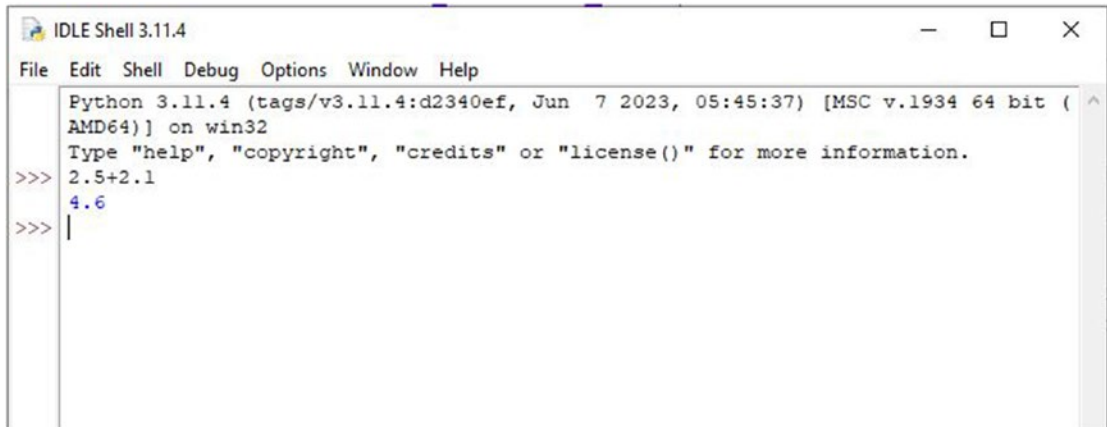 IDLE Shell 3.11.4
File Edit Shell Debug Options Window Help
Python 3.11.4 (tags/v3.11.4:d2340ef, Jun  7 2023, 05:45:37) [MSC v.1934 64 bit (
AMD64)] on win32
Type "help", "copyright", "credits" or "license()" for more information.
>>> 2.5+2.1
4.6
>>>